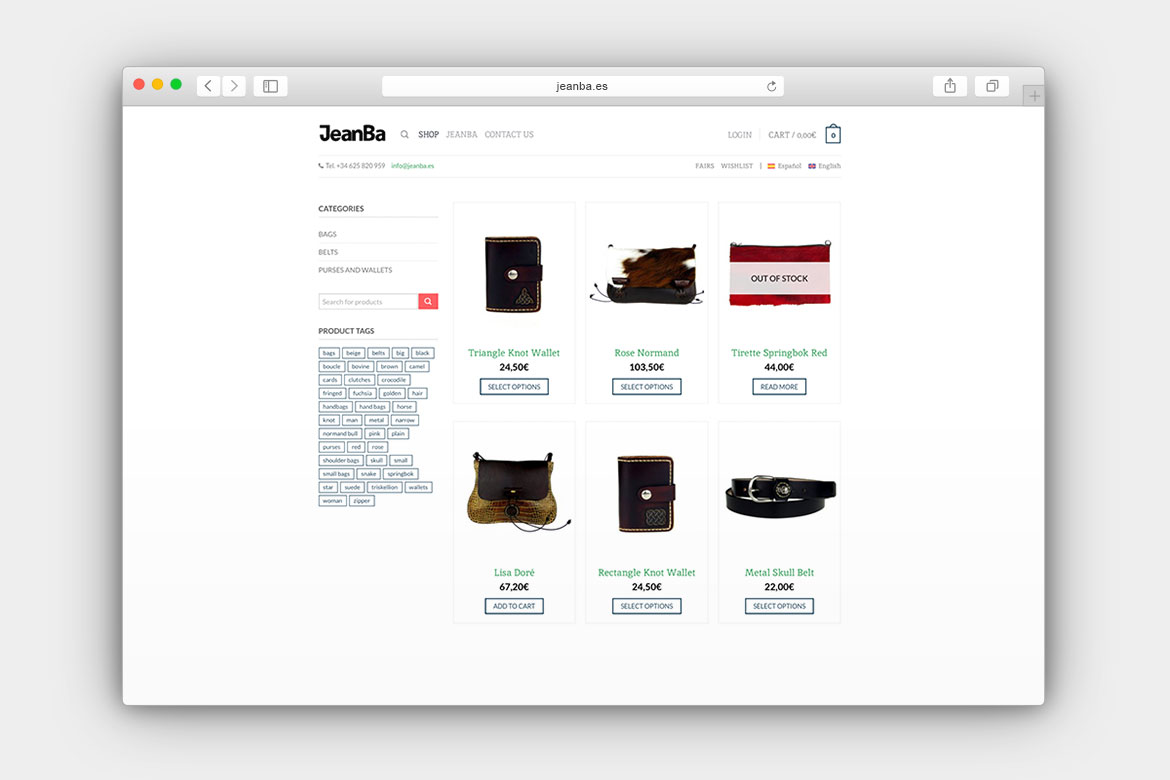 jeanba.es
JeanBa SHOP JEANBA CONTACT US LOGIN CART / 0,00€ 0
Tel. +34 625 820 959 info@jeanba.es FAIRS WISHLIST | Español English
CATEGORIES
BAGS
BELTS
PURSES AND WALLETS
Search for products
PRODUCT TAGS
bags beige belts big black
boucle bovine brown camel
cards clutches crocodile
fringed fuchsia golden hair
handbags hand bags horse
knot man metal narrow
normand bull pink plain
purses red rose
shoulder bags skull small
small bags snake springbok
star suede triskellion wallets
woman zipper
OUT OF STOCK
Triangle Knot Wallet Rose Normand Tirette Springbok Red
24,50€ 103,50€ 44,00€
SELECT OPTIONS SELECT OPTIONS READ MORE
Lisa Doré Rectangle Knot Wallet Metal Skull Belt
67,20€ 24,50€ 22,00€
ADD TO CART SELECT OPTIONS SELECT OPTIONS